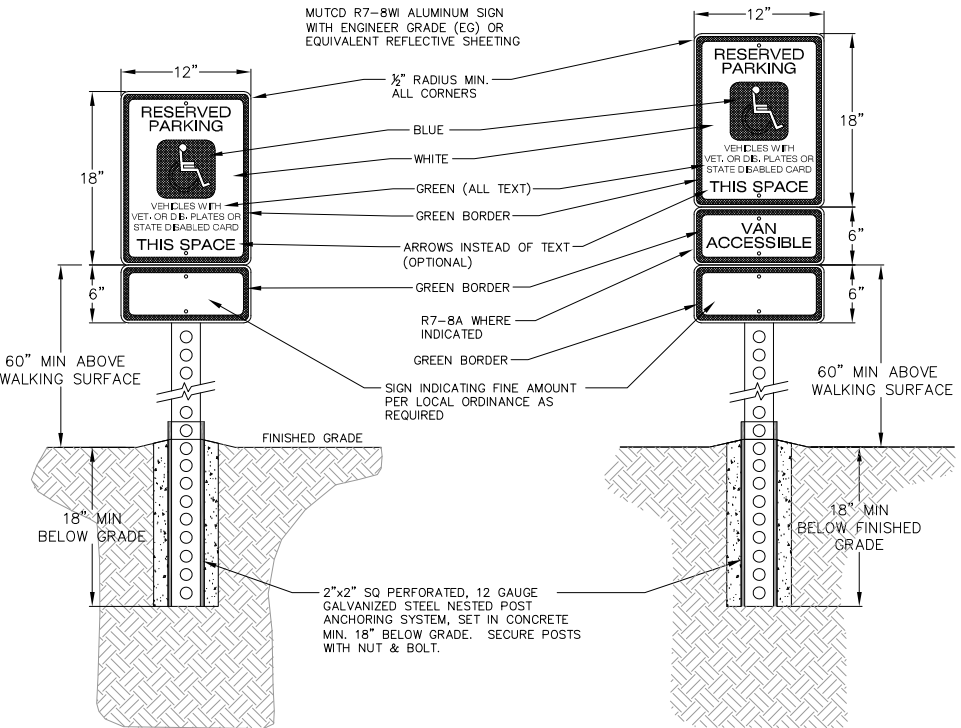 MUTCD R7-8WI ALUMINUM SIGN
WITH ENGINEER GRADE (EG) OR
EQUIVALENT REFLECTIVE SHEETING
12"
12"
½" RADIUS MIN.
ALL CORNERS
RESERVED
PARKING
18"
VEHICLES WITH
VET. OR DIS. PLATES OR
STATE DISABLED CARD
THIS SPACE
6"
60" MIN ABOVE
WALKING SURFACE
18" MIN
BELOW GRADE
FINISHED GRADE
BLUE
WHITE
GREEN (ALL TEXT)
GREEN BORDER
ARROWS INSTEAD OF TEXT
(OPTIONAL)
GREEN BORDER
R7-8A WHERE
INDICATED
GREEN BORDER
SIGN INDICATING FINE AMOUNT
PER LOCAL ORDINANCE AS
REQUIRED
2"x2" SQ PERFORATED, 12 GAUGE
GALVANIZED STEEL NESTED POST
ANCHORING SYSTEM, SET IN CONCRETE
MIN. 18" BELOW GRADE. SECURE POSTS
WITH NUT & BOLT.
RESERVED
PARKING
18"
VEHICLES WITH
VET. OR DIS. PLATES OR
STATE DISABLED CARD
THIS SPACE
VAN
ACCESSIBLE
6"
6"
60" MIN ABOVE
WALKING SURFACE
18" MIN
BELOW FINISHED
GRADE